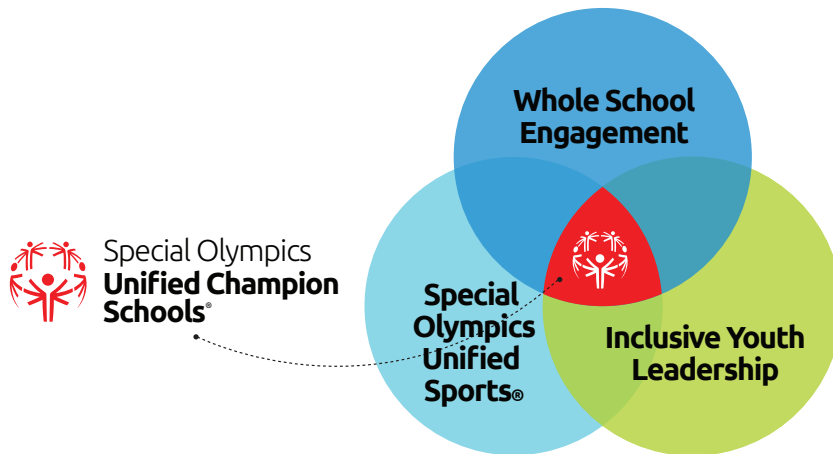 Whole School
Engagement
Special Olympics
Unified Champion
Schools®
Special
Olympics
Unified
Sports®
Inclusive Youth
Leadership